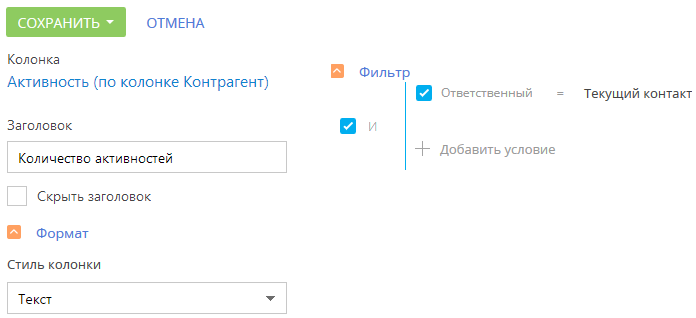 СОХРАНИТЬ ОТМЕНА
Колонка
Активность (по колонке Контрагент)
Заголовок
Количество активностей
Скрыть заголовок
Формат
Стиль колонки
Текст
Фильтр
Ответственный = Текущий контакт
И
Добавить условие